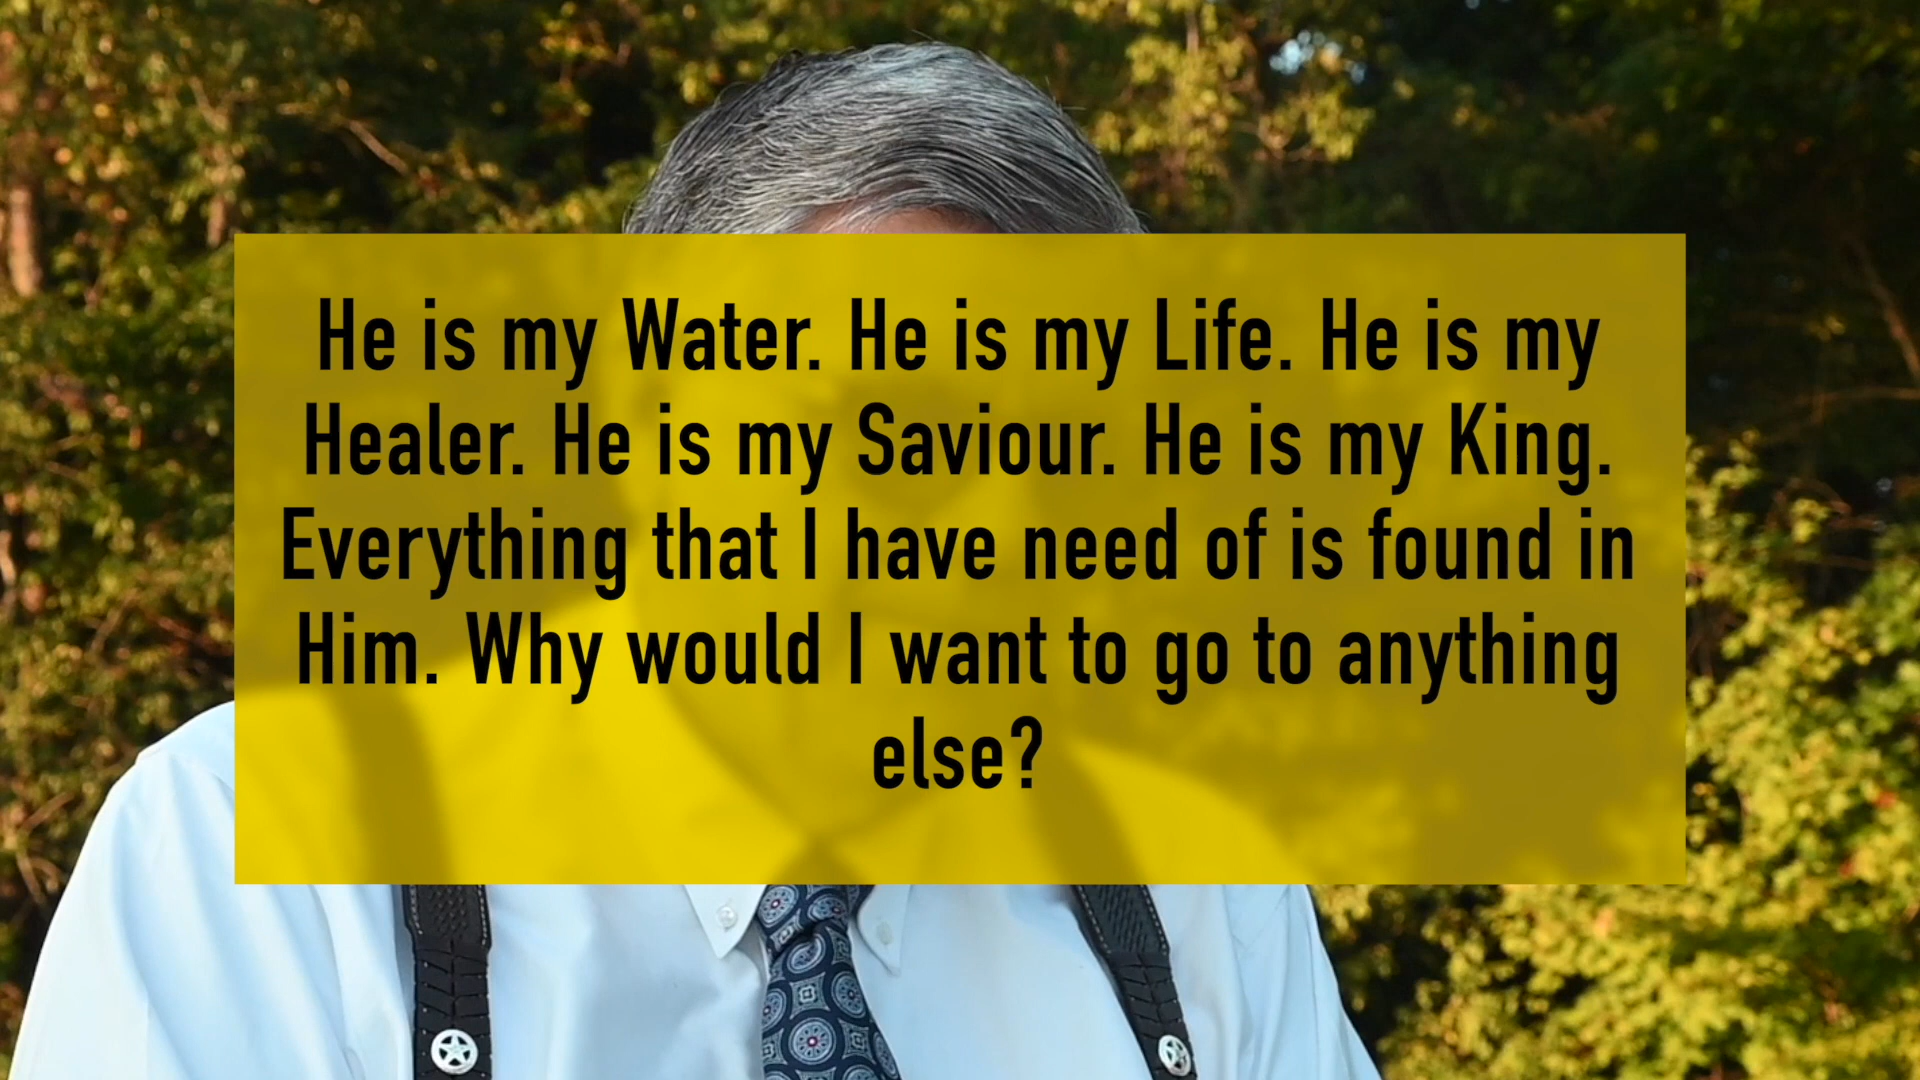 He is my Water. He is my Life. He is my
Healer. He is my Saviour. He is my King.
Everything that I have need of is found in
Him. Why would I want to go to anything
else?